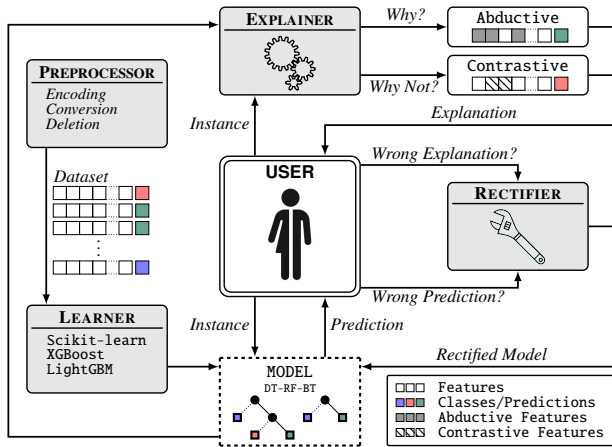 EXPLAINER
Why?
Abductive
Why Not?
Contrastive
PREPROCESSOR
Encoding
Conversion
Deletion
Instance
Explanation
Dataset
USER
Wrong Explanation?
RECTIFIER
Wrong Prediction?
LEARNER
Scikit-learn
XGBoost
LightGBM
Instance
Prediction
MODEL
DT-RF-BT
Rectified Model
Features
Classes/Predictions
Abductive Features
Contrastive Features